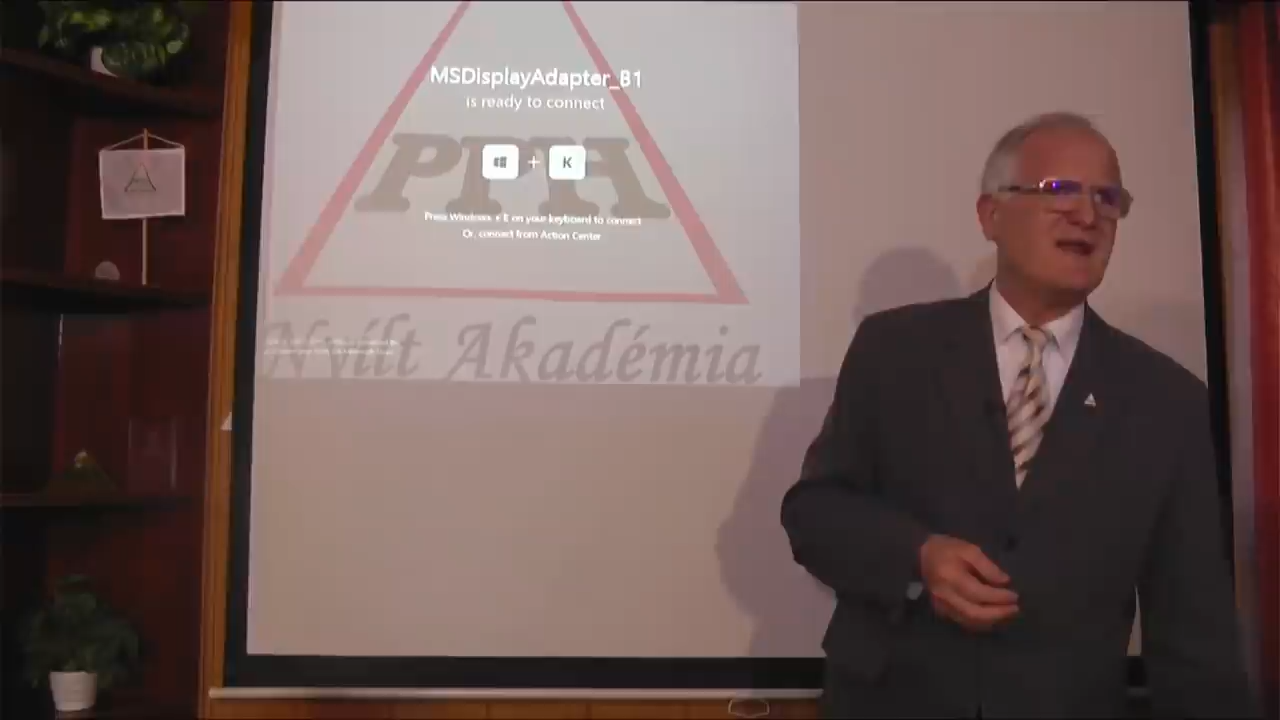 MSDisplayAdapter_B1
is ready to connect
PPA
+ K
Press Windows + K on your keyboard to connect
Or, connect from Action Center
Nyílt Akadémia